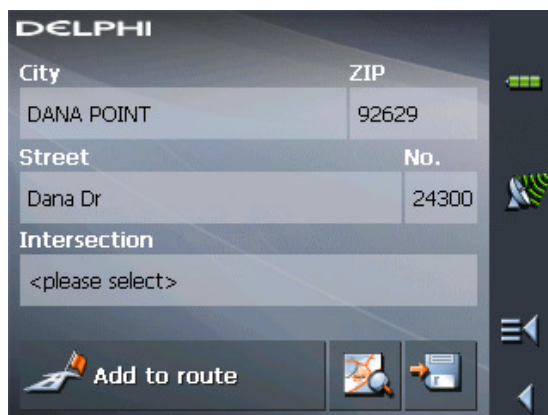 DELPHI
City ZIP
DANA POINT 92629
Street No.
Dana Dr 24300
Intersection
<please select>
Add to route